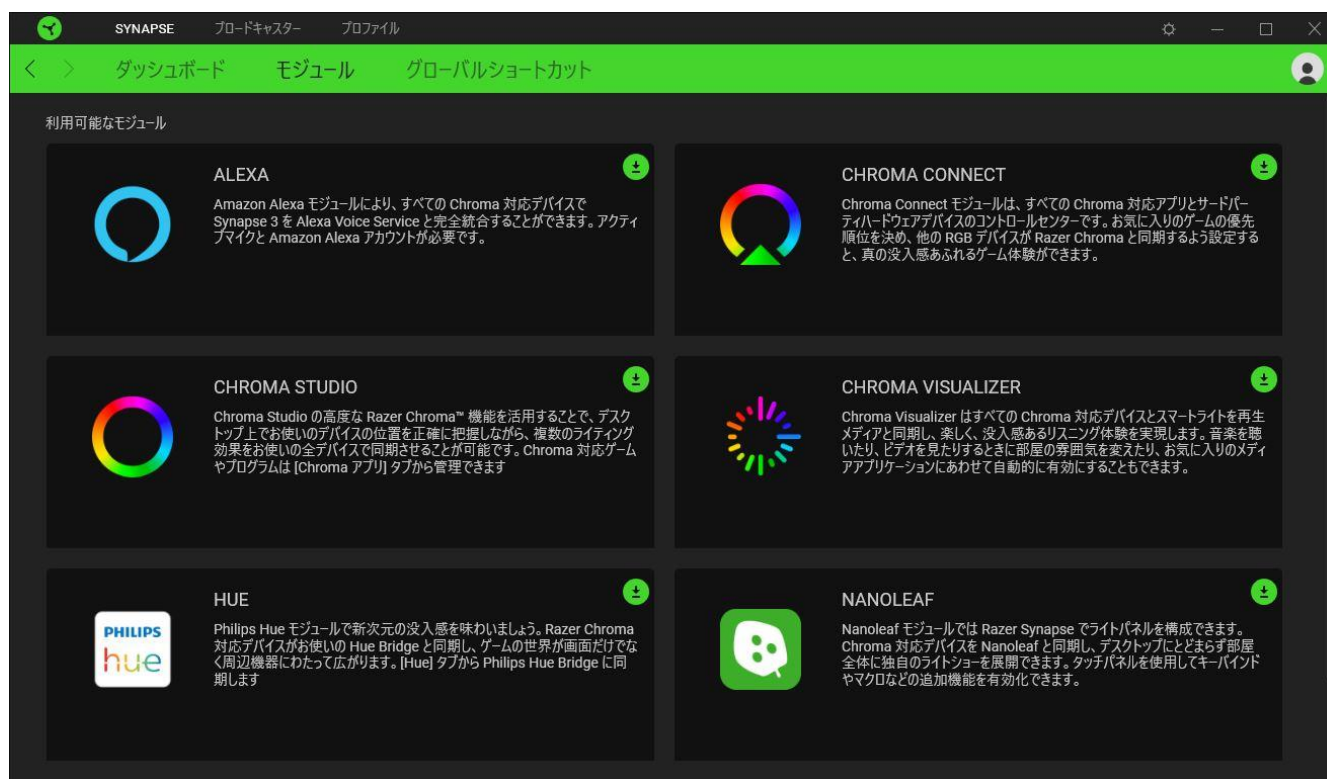 SYNAPSE ブロードキャスター プロファイル
ダッシュボード モジュール グローバルショートカット
利用可能なモジュール
ALEXA
Amazon Alexa モジュールにより、すべての Chroma 対応デバイスで
Synapse 3 を Alexa Voice Service と完全統合することができます。アクティ
ブマイクと Amazon Alexa アカウントが必要です。
CHROMA CONNECT
Chroma Connect モジュールは、すべての Chroma 対応アプリとサードパー
ティハードウェアデバイスのコントロールセンターです。お気に入りのゲームの優先
順位を決め、他の RGB デバイスが Razer Chroma と同期するよう設定する
と、真の没入感あふれるゲーム体験ができます。
CHROMA STUDIO
Chroma Studio の高度な Razer Chroma™ 機能を活用することで、デスク
トップ上でお使いのデバイスの位置を正確に把握しながら、複数のライティング
効果をお使いの全デバイスで同期させることが可能です。Chroma 対応ゲーム
やプログラムは [Chroma アプリ] タブから管理できます
CHROMA VISUALIZER
Chroma Visualizer はすべての Chroma 対応デバイスとスマートライトを再生
メディアと同期し、楽しく、没入感あるリスニング体験を実現します。音楽を聴
いたり、ビデオを見たりするときに部屋の雰囲気を変えたり、お気に入りのメディ
アアプリケーションにあわせて自動的に有効にすることもできます。
PHILIPS
hue
HUE
Philips Hue モジュールで新次元の没入感を味わいましょう。Razer Chroma
対応デバイスがお使いの Hue Bridge と同期し、ゲームの世界が画面だけでな
く周辺機器にわたって広がります。[Hue] タブから Philips Hue Bridge に同
期します
NANOLEAF
Nanoleaf モジュールでは Razer Synapse でライトパネルを構成できます。
Chroma 対応デバイスを Nanoleaf と同期し、デスクトップにとどまらず部屋
全体に独自のライトショーを展開できます。タッチパネルを使用してキーバインド
やマクロなどの追加機能を有効化できます。